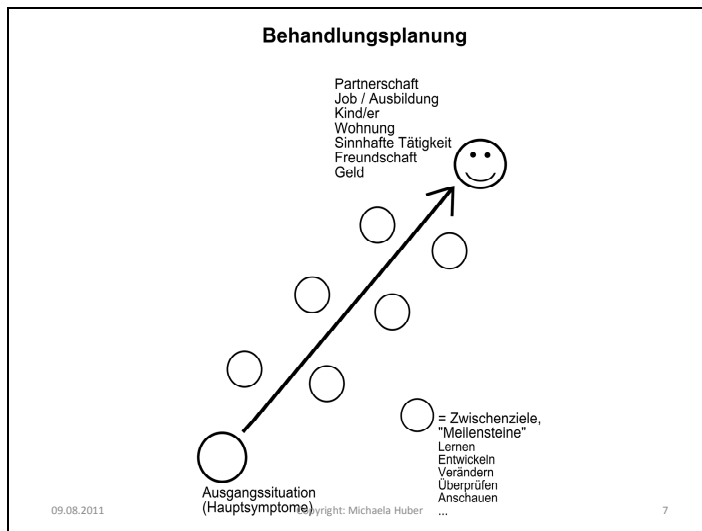 Behandlungsplanung
Partnerschaft
Job / Ausbildung
Kind/er
Wohnung
Sinnhafte Tätigkeit
Freundschaft
Geld
= Zwischenziele,
"Meilensteine"
Lernen
Entwickeln
Verändern
Überprüfen
Anschauen
...
Ausgangssituation
(Hauptsymptome)
09.08.2011
Copyright: Michaela Huber
7